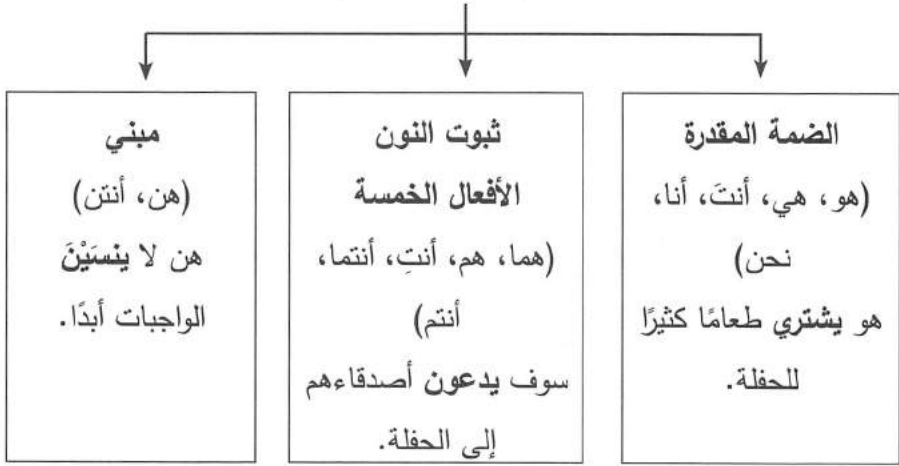 الضمة المقدرة
(هو، هي، أنتَ، أنا،
نحن)
هو يشتري طعامًا كثيرًا
للحفلة.
ثبوت النون
الأفعال الخمسة
(هما، هم، أنتِ، أنتما،
أنتم)
سوف يدعون أصدقاءهم
إلى الحفلة.
مبني
(هن، أنتن)
هن لا ينسَيْنَ
الواجبات أبدًا.